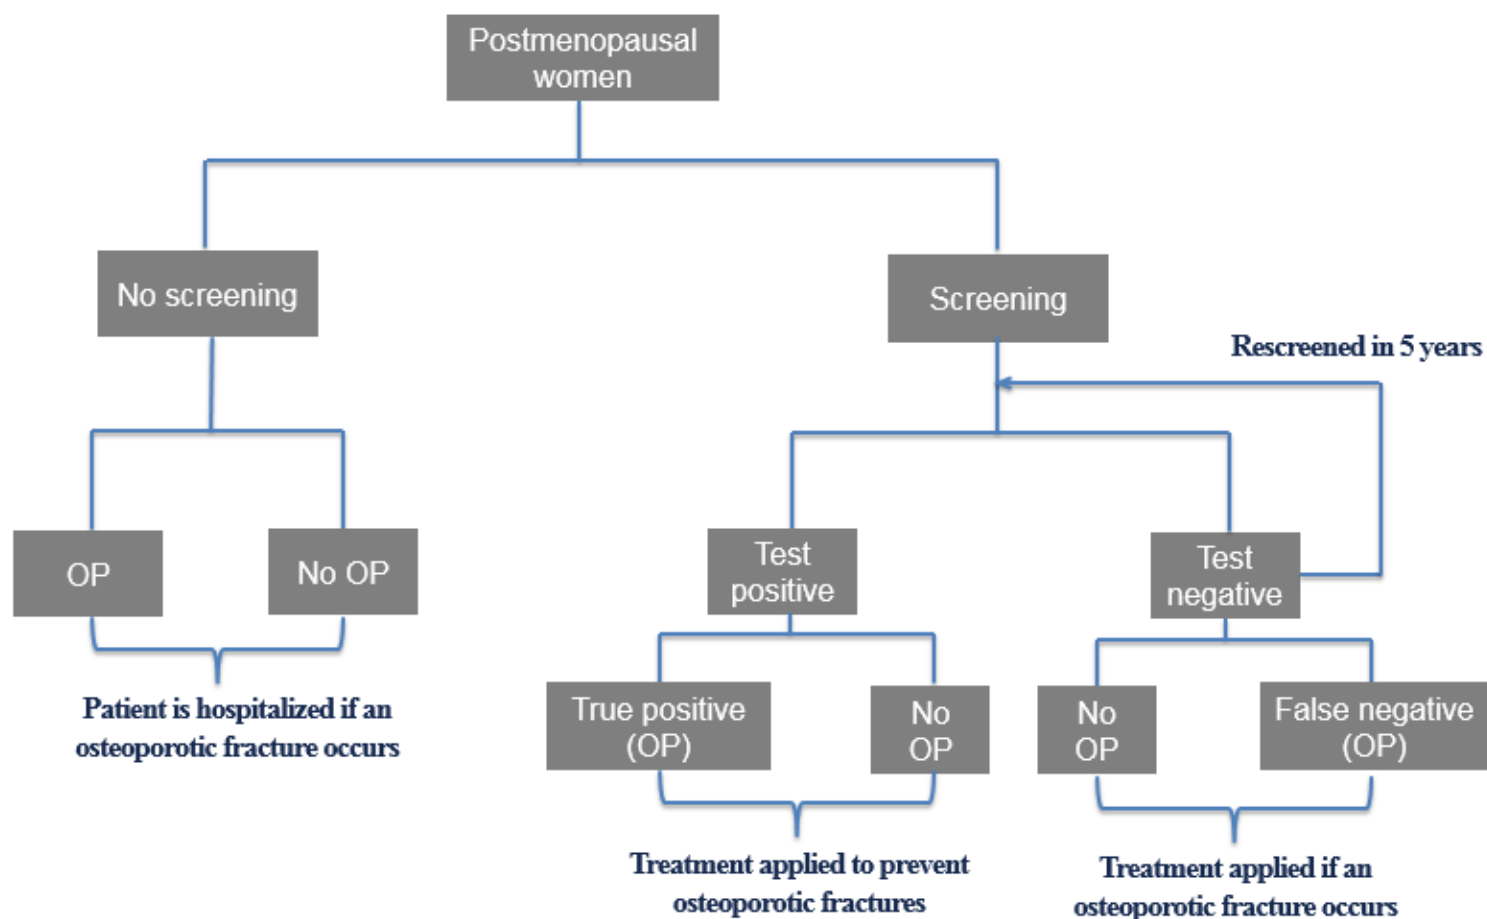 Postmenopausal
women
No screening
Screening
Rescreened in 5 years
OP
No OP
Test
positive
Test
negative
Patient is hospitalized if an
osteoporotic fracture occurs
True positive
(OP)
No
OP
No
OP
False negative
(OP)
Treatment applied to prevent
osteoporotic fractures
Treatment applied if an
osteoporotic fracture occurs